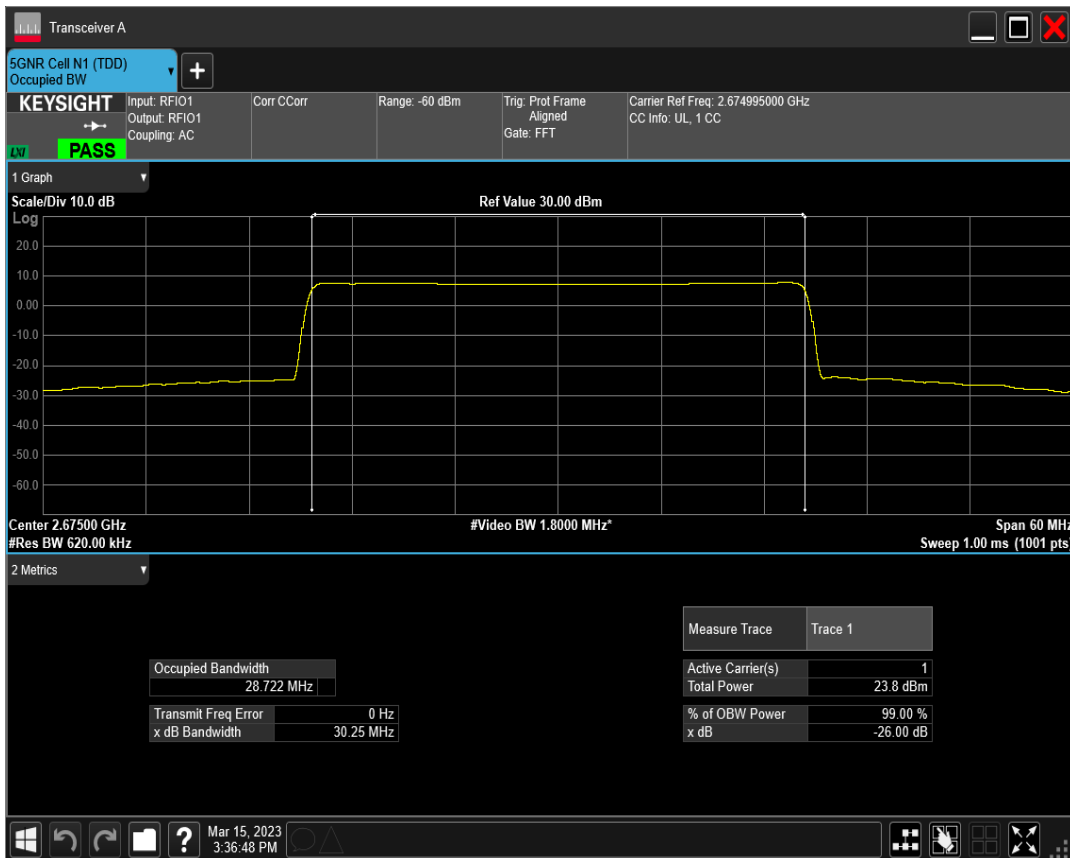 Transceiver A
5GNR Cell N1 (TDD)
Occupied BW
+
KEYSIGHT
LXI
PASS
Input: RFIO1
Output: RFIO1
Coupling: AC
Corr CCorr
Range: -60 dBm
Trig: Prot Frame
Aligned
Gate: FFT
Carrier Ref Freq: 2.674995000 GHz
CC Info: UL, 1 CC
1 Graph
Scale/Div 10.0 dB
Ref Value 30.00 dBm
Log
20.0
10.0
0.00
-10.0
-20.0
-30.0
-40.0
-50.0
-60.0
Center 2.67500 GHz
#Video BW 1.8000 MHz*
Span 60 MHz
#Res BW 620.00 kHz
Sweep 1.00 ms (1001 pts)
2 Metrics
Measure Trace Trace 1
Occupied Bandwidth
28.722 MHz
Active Carrier(s) 1
Total Power 23.8 dBm
Transmit Freq Error 0 Hz
x dB Bandwidth 30.25 MHz
% of OBW Power 99.00 %
x dB -26.00 dB
?
Mar 15, 2023
3:36:48 PM